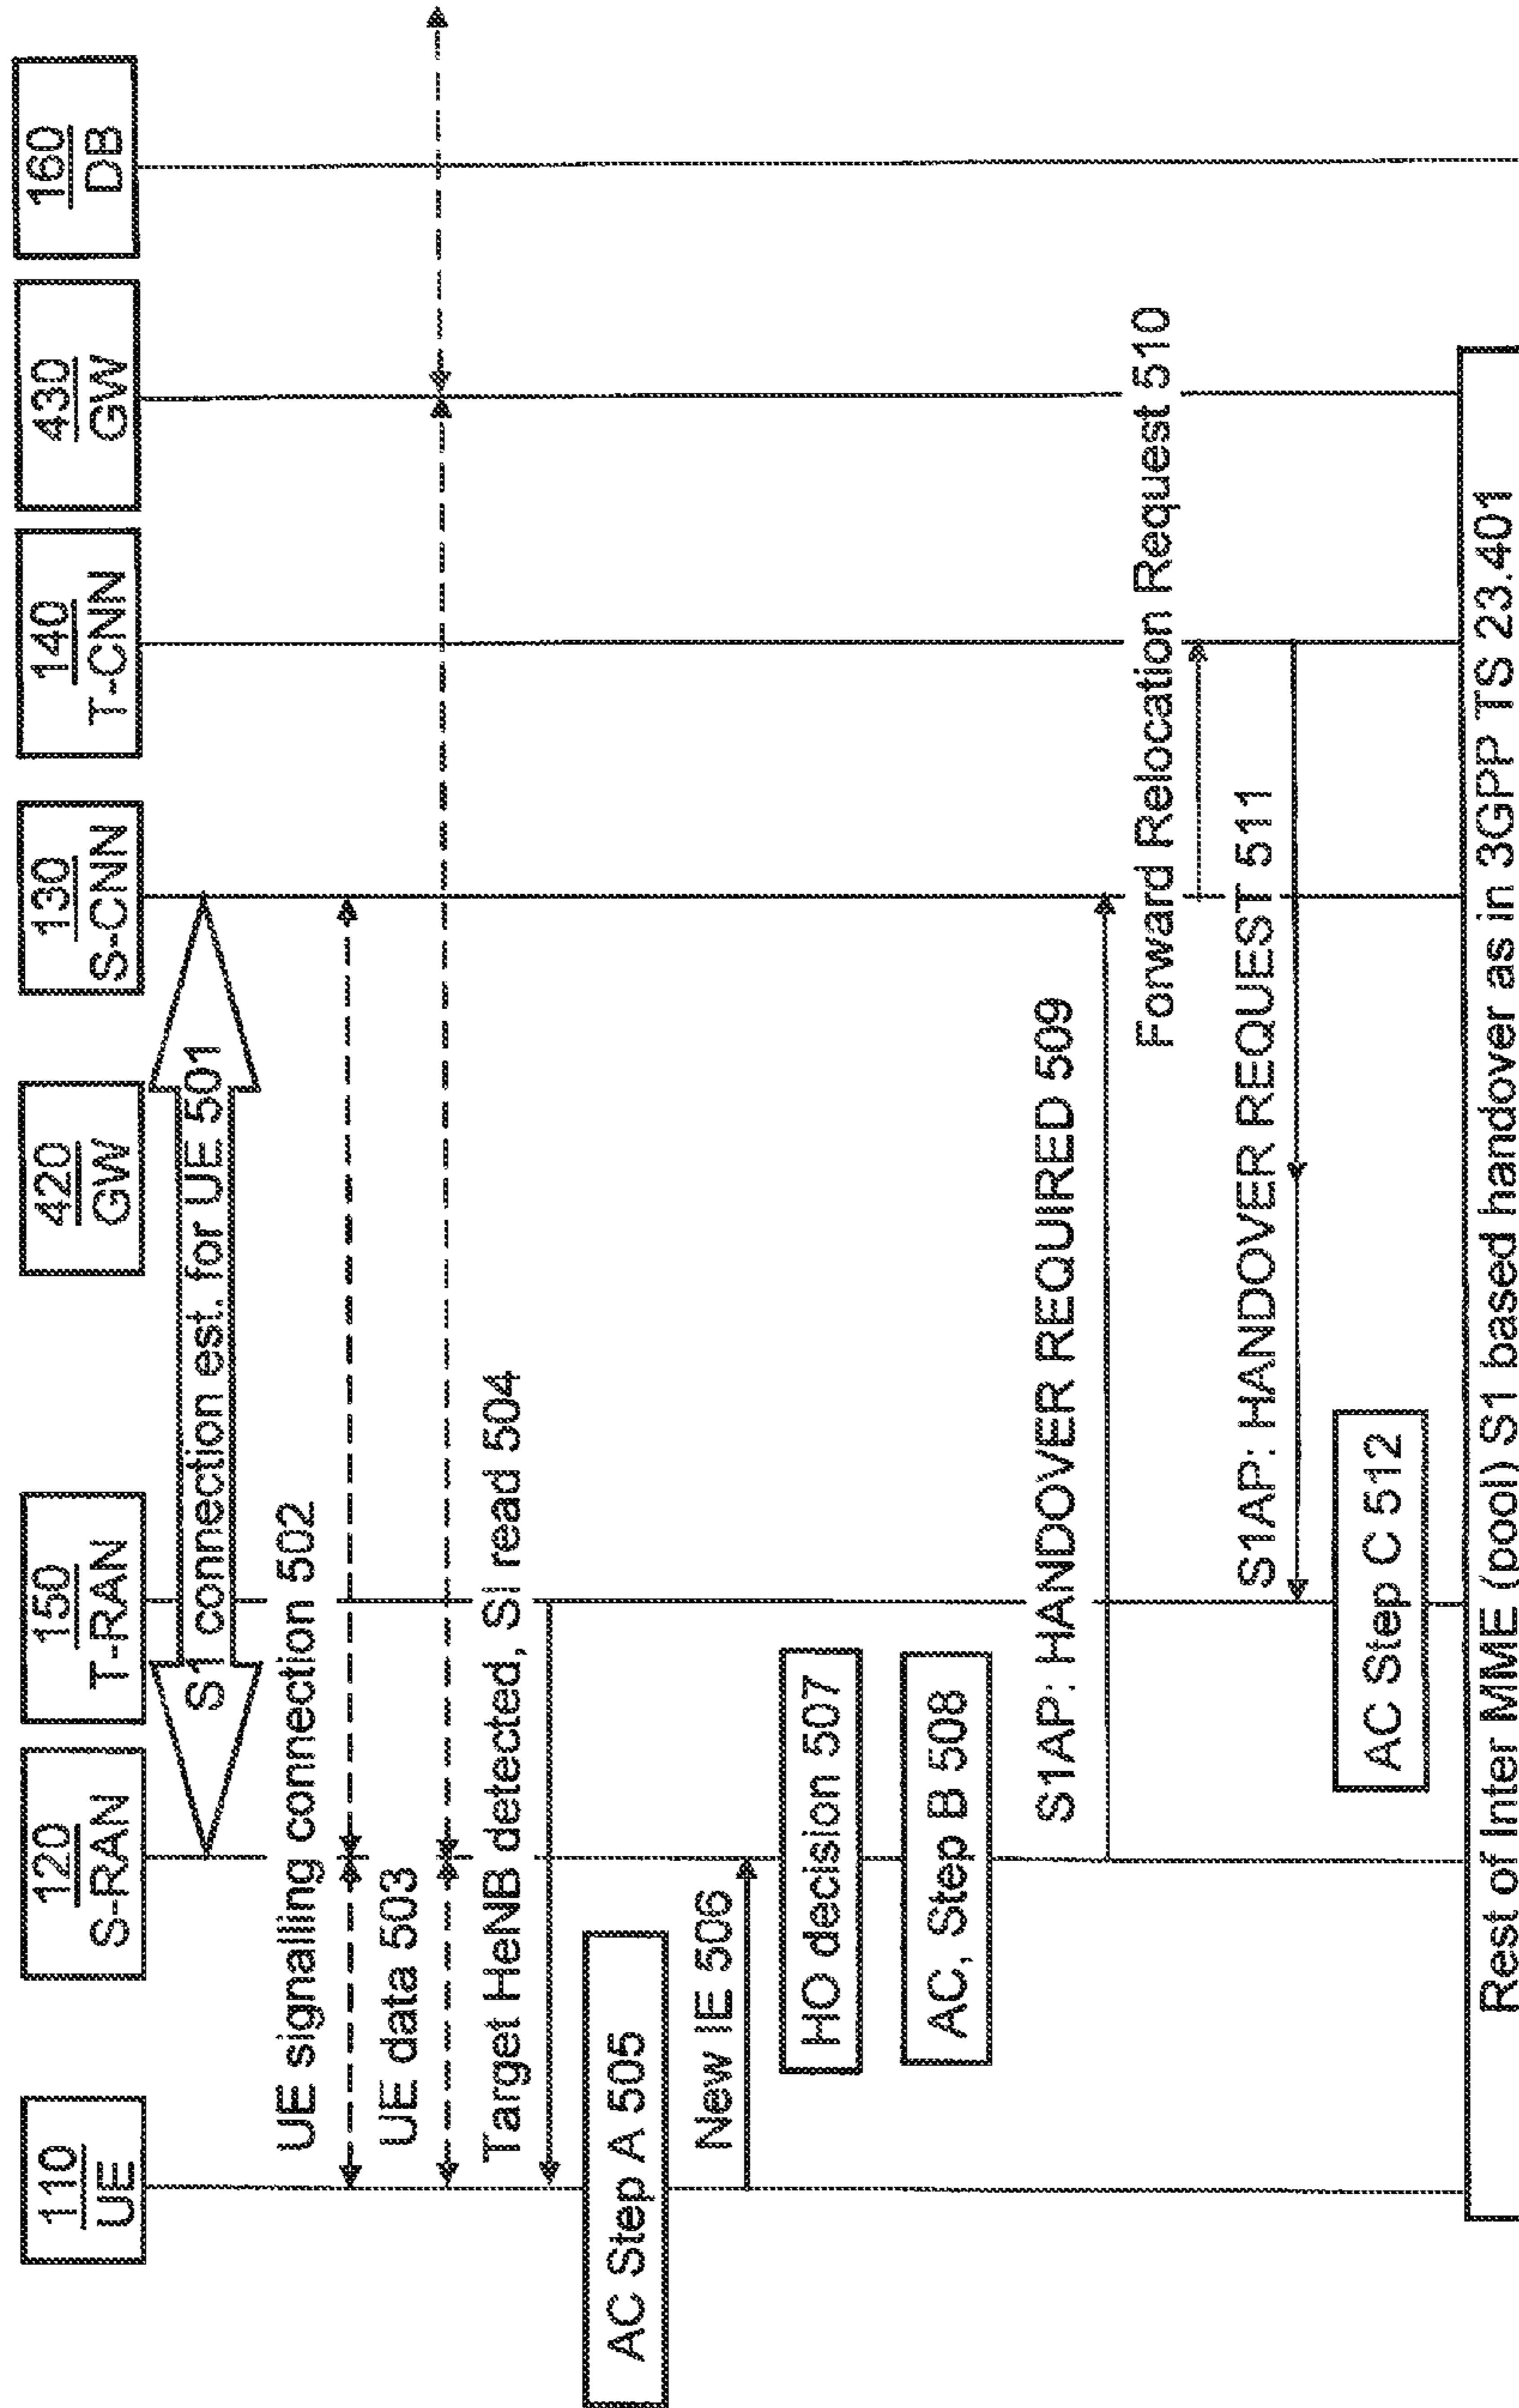 110
UE
120
S-RAN
150
T-RAN
420
GW
130
S-CNN
140
T-CNN
430
GW
160
DB
S1 connection est. for UE 501
UE signalling connection 502
UE data 503
Target HeNB detected, SI read 504
AC Step A 505
New IE 506
HO decision 507
AC, Step B 508
S1AP: HANDOVER REQUIRED 509
Forward Relocation Request 510
S1AP: HANDOVER REQUEST 511
AC Step C 512
Rest of Inter MME (pool) S1 based handover as in 3GPP TS 23.401